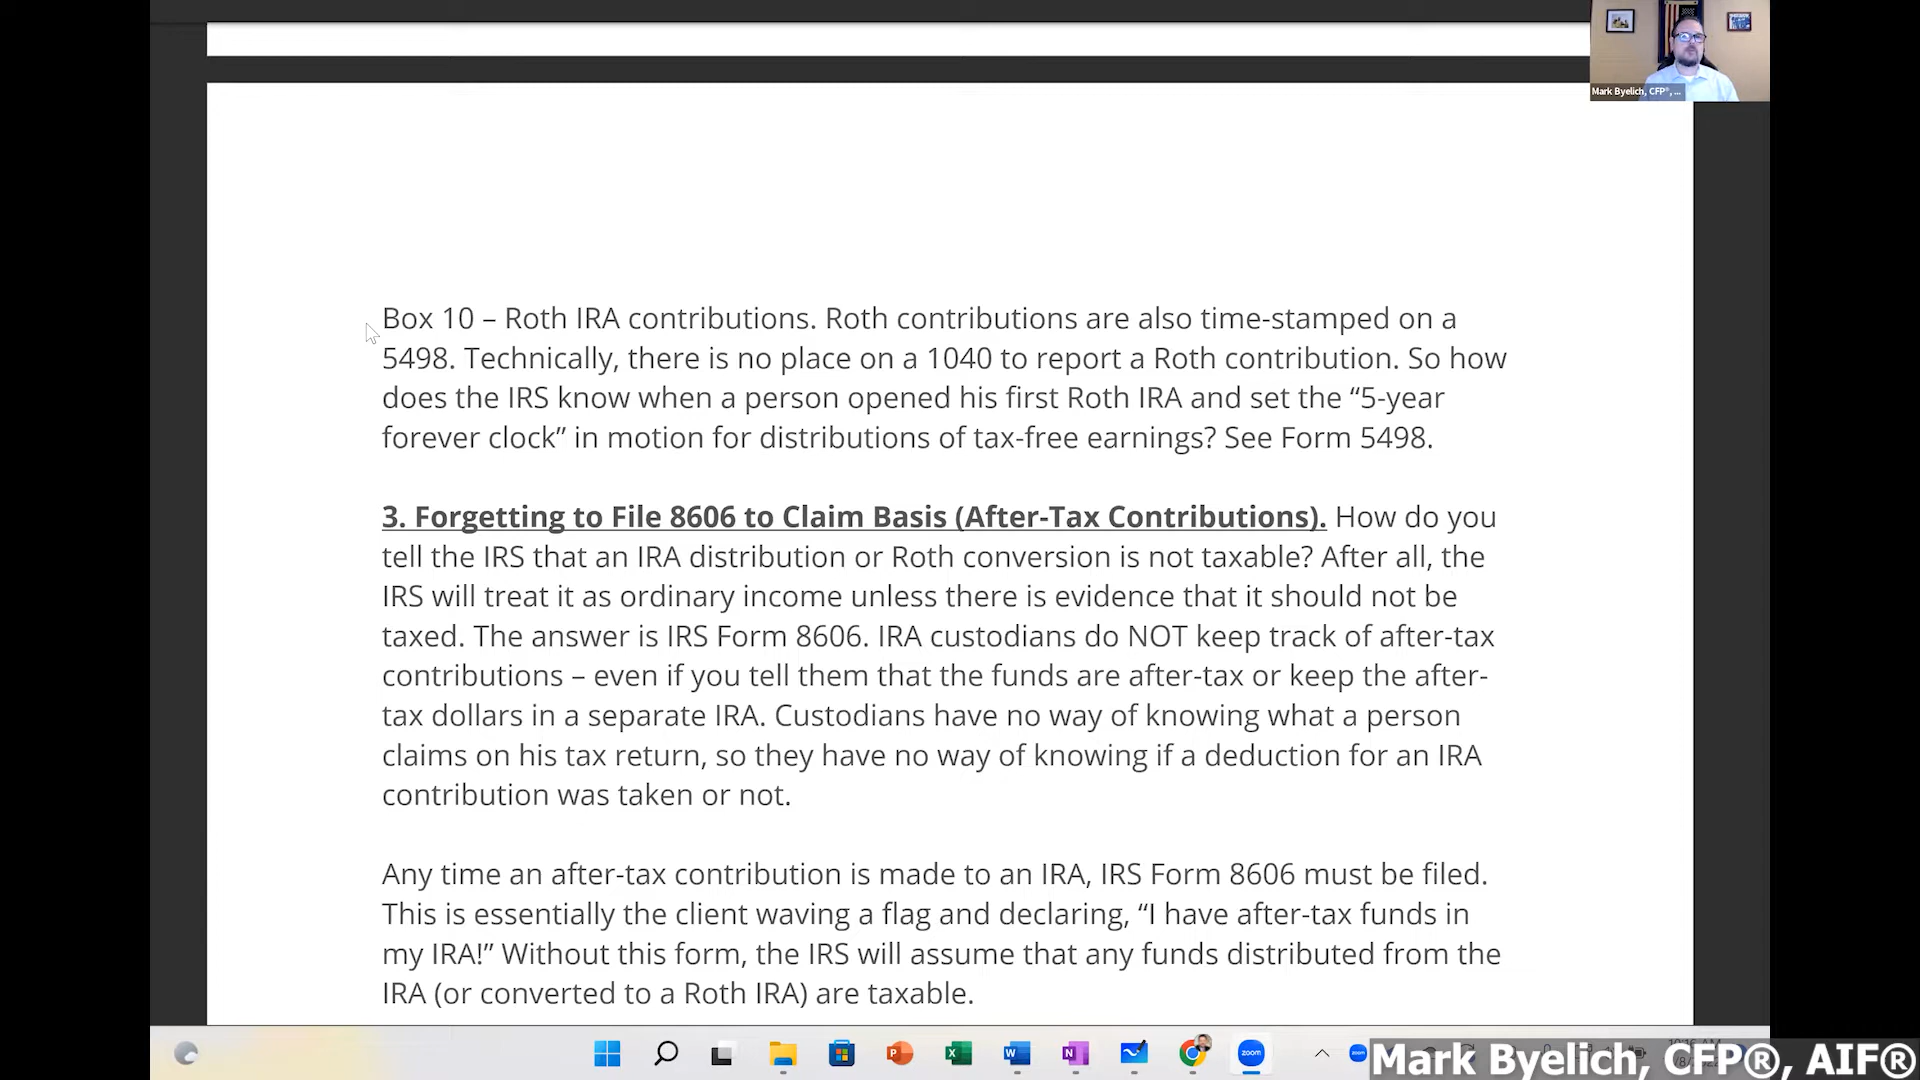 Mark Byelich, CFP®, ...
Box 10 – Roth IRA contributions. Roth contributions are also time-stamped on a
5498. Technically, there is no place on a 1040 to report a Roth contribution. So how
does the IRS know when a person opened his first Roth IRA and set the “5-year
forever clock” in motion for distributions of tax-free earnings? See Form 5498.
3. Forgetting to File 8606 to Claim Basis (After-Tax Contributions). How do you
tell the IRS that an IRA distribution or Roth conversion is not taxable? After all, the
IRS will treat it as ordinary income unless there is evidence that it should not be
taxed. The answer is IRS Form 8606. IRA custodians do NOT keep track of after-tax
contributions – even if you tell them that the funds are after-tax or keep the after-
tax dollars in a separate IRA. Custodians have no way of knowing what a person
claims on his tax return, so they have no way of knowing if a deduction for an IRA
contribution was taken or not.
Any time an after-tax contribution is made to an IRA, IRS Form 8606 must be filed.
This is essentially the client waving a flag and declaring, “I have after-tax funds in
my IRA!” Without this form, the IRS will assume that any funds distributed from the
IRA (or converted to a Roth IRA) are taxable.
zoom
Mark Byelich, CFP®, AIF®